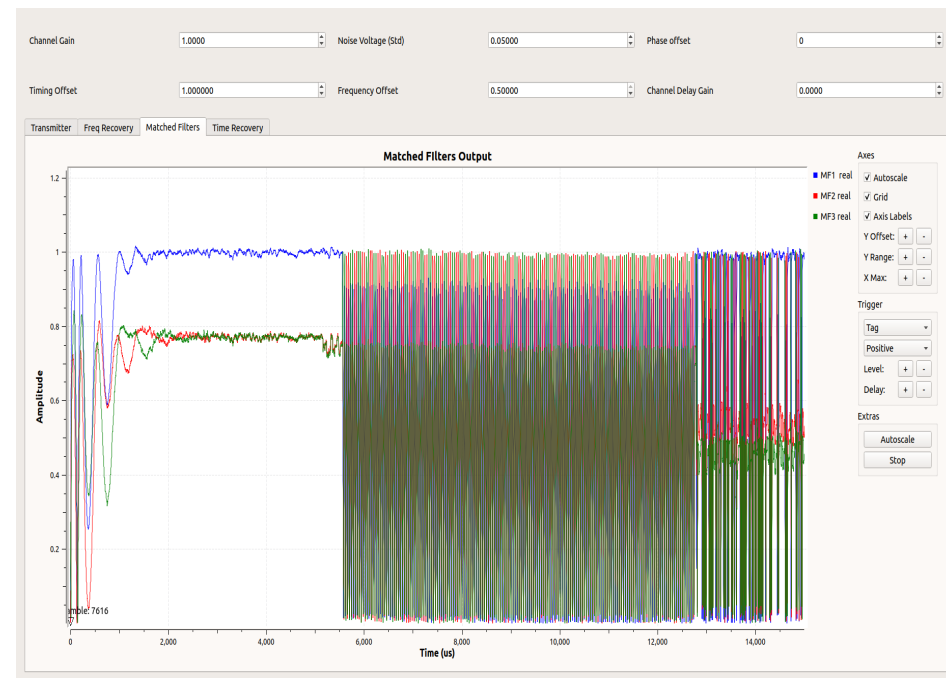 Channel Gain 1.0000 Noise Voltage (Std) 0.05000 Phase offset 0
Timing Offset 1.000000 Frequency Offset 0.50000 Channel Delay Gain 0.0000
Transmitter Freq Recovery Matched Filters Time Recovery
Matched FIlters Output
MF1 real
MF2 real
MF3 real
Amplitude
1.2
1
0.8
0.6
0.4
0.2
mble: 7616
0 2,000 4,000 6,000 8,000 10,000 12,000 14,000
Time (us)
Axes
Autoscale
Grid
Axis Labels
Y Offset: + -
Y Range: + -
X Max: + -
Trigger
Tag
Positive
Level: + -
Delay: + -
Extras
Autoscale
Stop